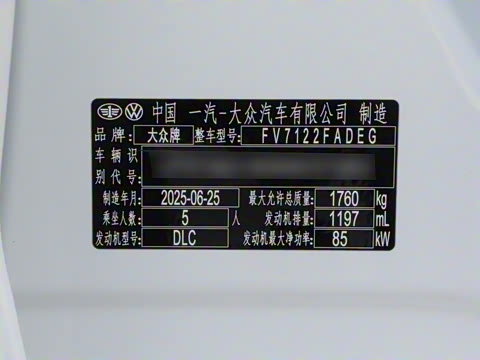 中国 一汽-大众汽车有限公司 制造
品牌: 大众牌 整车型号: FV7122FADEG
车辆识
别代号:
制造年月: 2025-06-25 最大允许总质量: 1760 kg
乘坐人数: 5 人 发动机排量: 1197 mL
发动机型号: DLC 发动机最大净功率: 85 kW